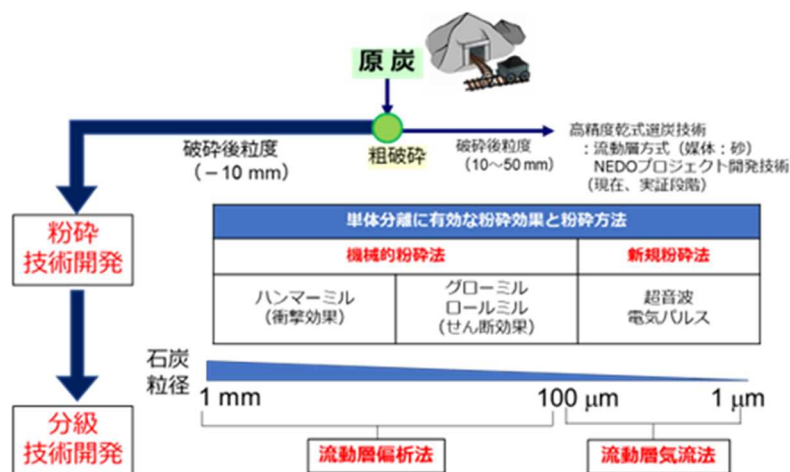 原炭
粗破砕
破砕後粒度
(-10 mm)
破砕後粒度
(10~50 mm)
高精度乾式選炭技術
:流動層方式(媒体:砂)
NEDOプロジェクト開発技術
(現在、実証段階)
粉砕
技術開発
単体分離に有効な粉砕効果と粉砕方法
機械的粉砕法
新規粉砕法
ハンマーミル
(衝撃効果)
グローミル
ロールミル
(せん断効果)
超音波
電気パルス
石炭
粒径
1 mm
100 μm
1 μm
分級
技術開発
流動層偏析法
流動層気流法